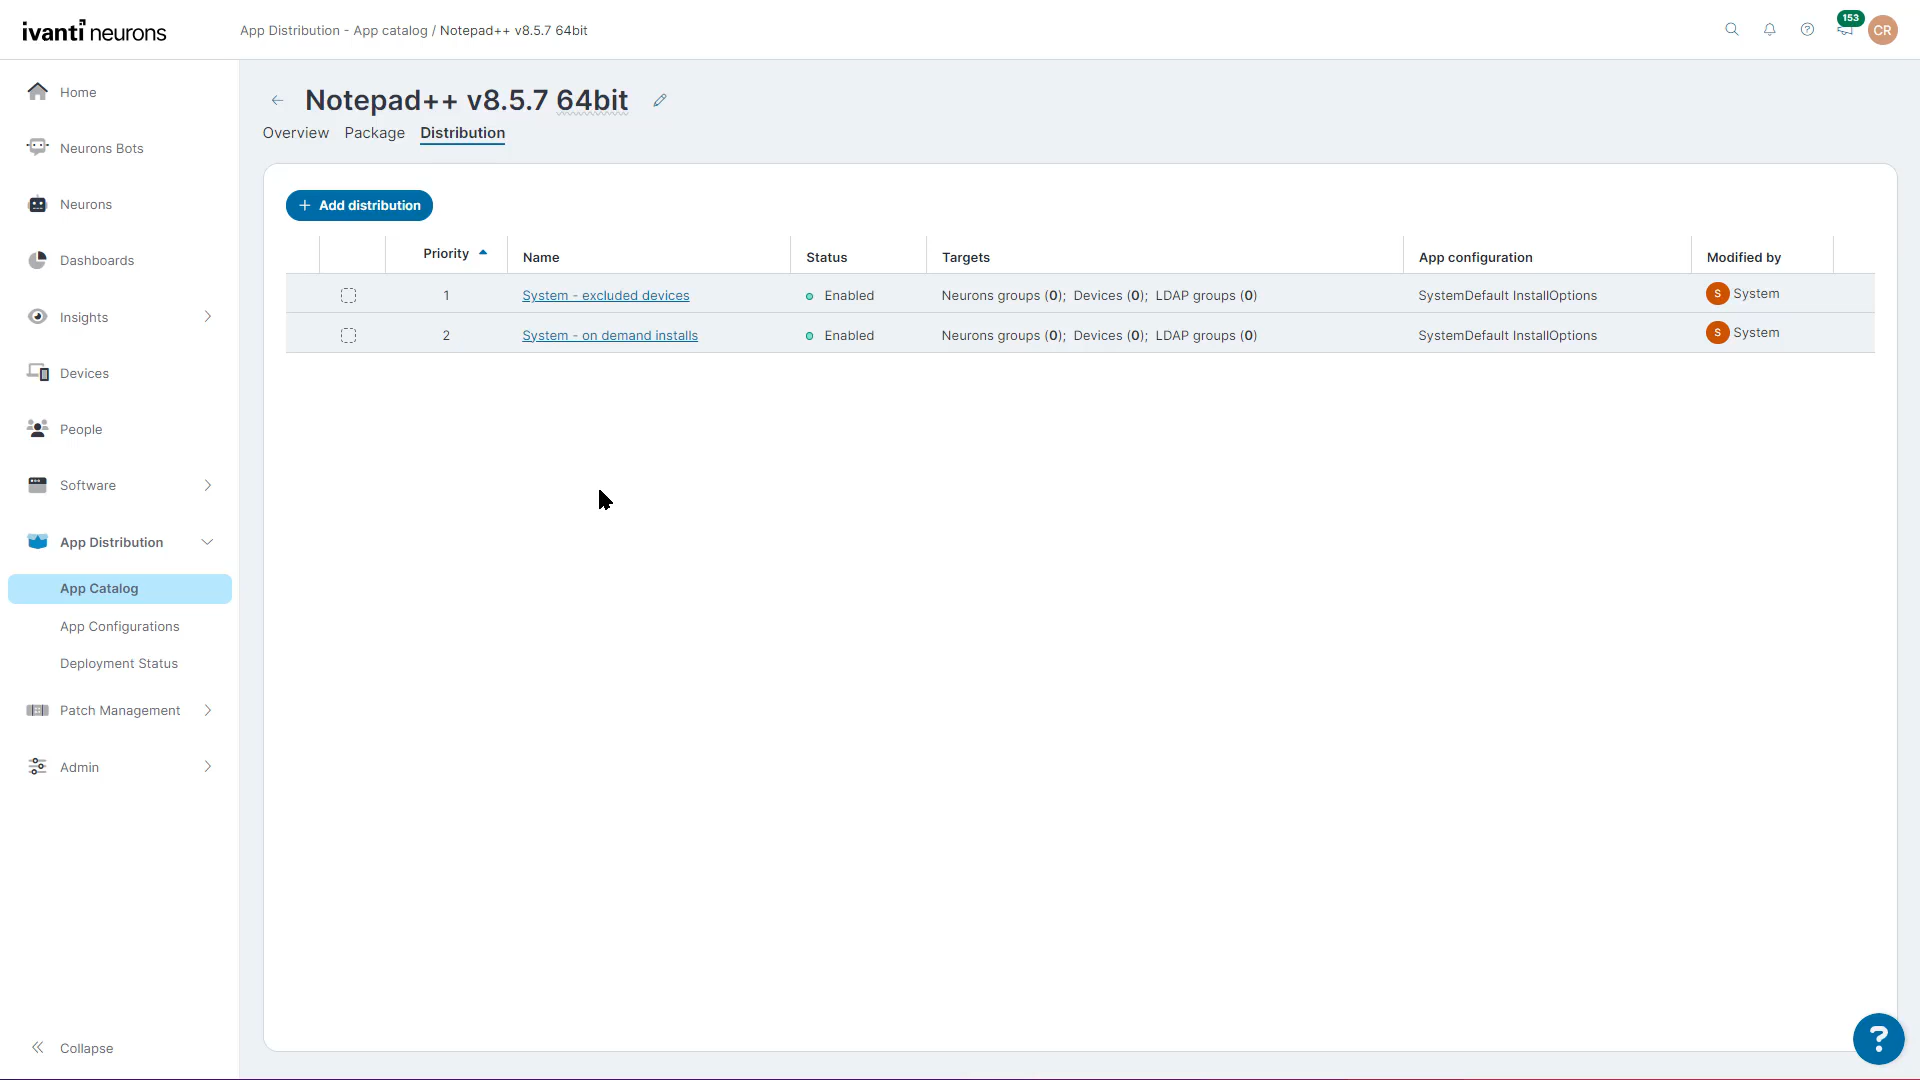 ivanti neurons
App Distribution - App catalog / Notepad++ v8.5.7 64bit
153
CR
Home
Neurons Bots
Neurons
Dashboards
Insights
Devices
People
Software
App Distribution
App Catalog
App Configurations
Deployment Status
Patch Management
Admin
Collapse
Notepad++ v8.5.7 64bit
Overview Package Distribution
+ Add distribution
Priority Name Status Targets App configuration Modified by
1 System - excluded devices Enabled Neurons groups (0); Devices (0); LDAP groups (0) SystemDefault InstallOptions S System
2 System - on demand installs Enabled Neurons groups (0); Devices (0); LDAP groups (0) SystemDefault InstallOptions S System
?